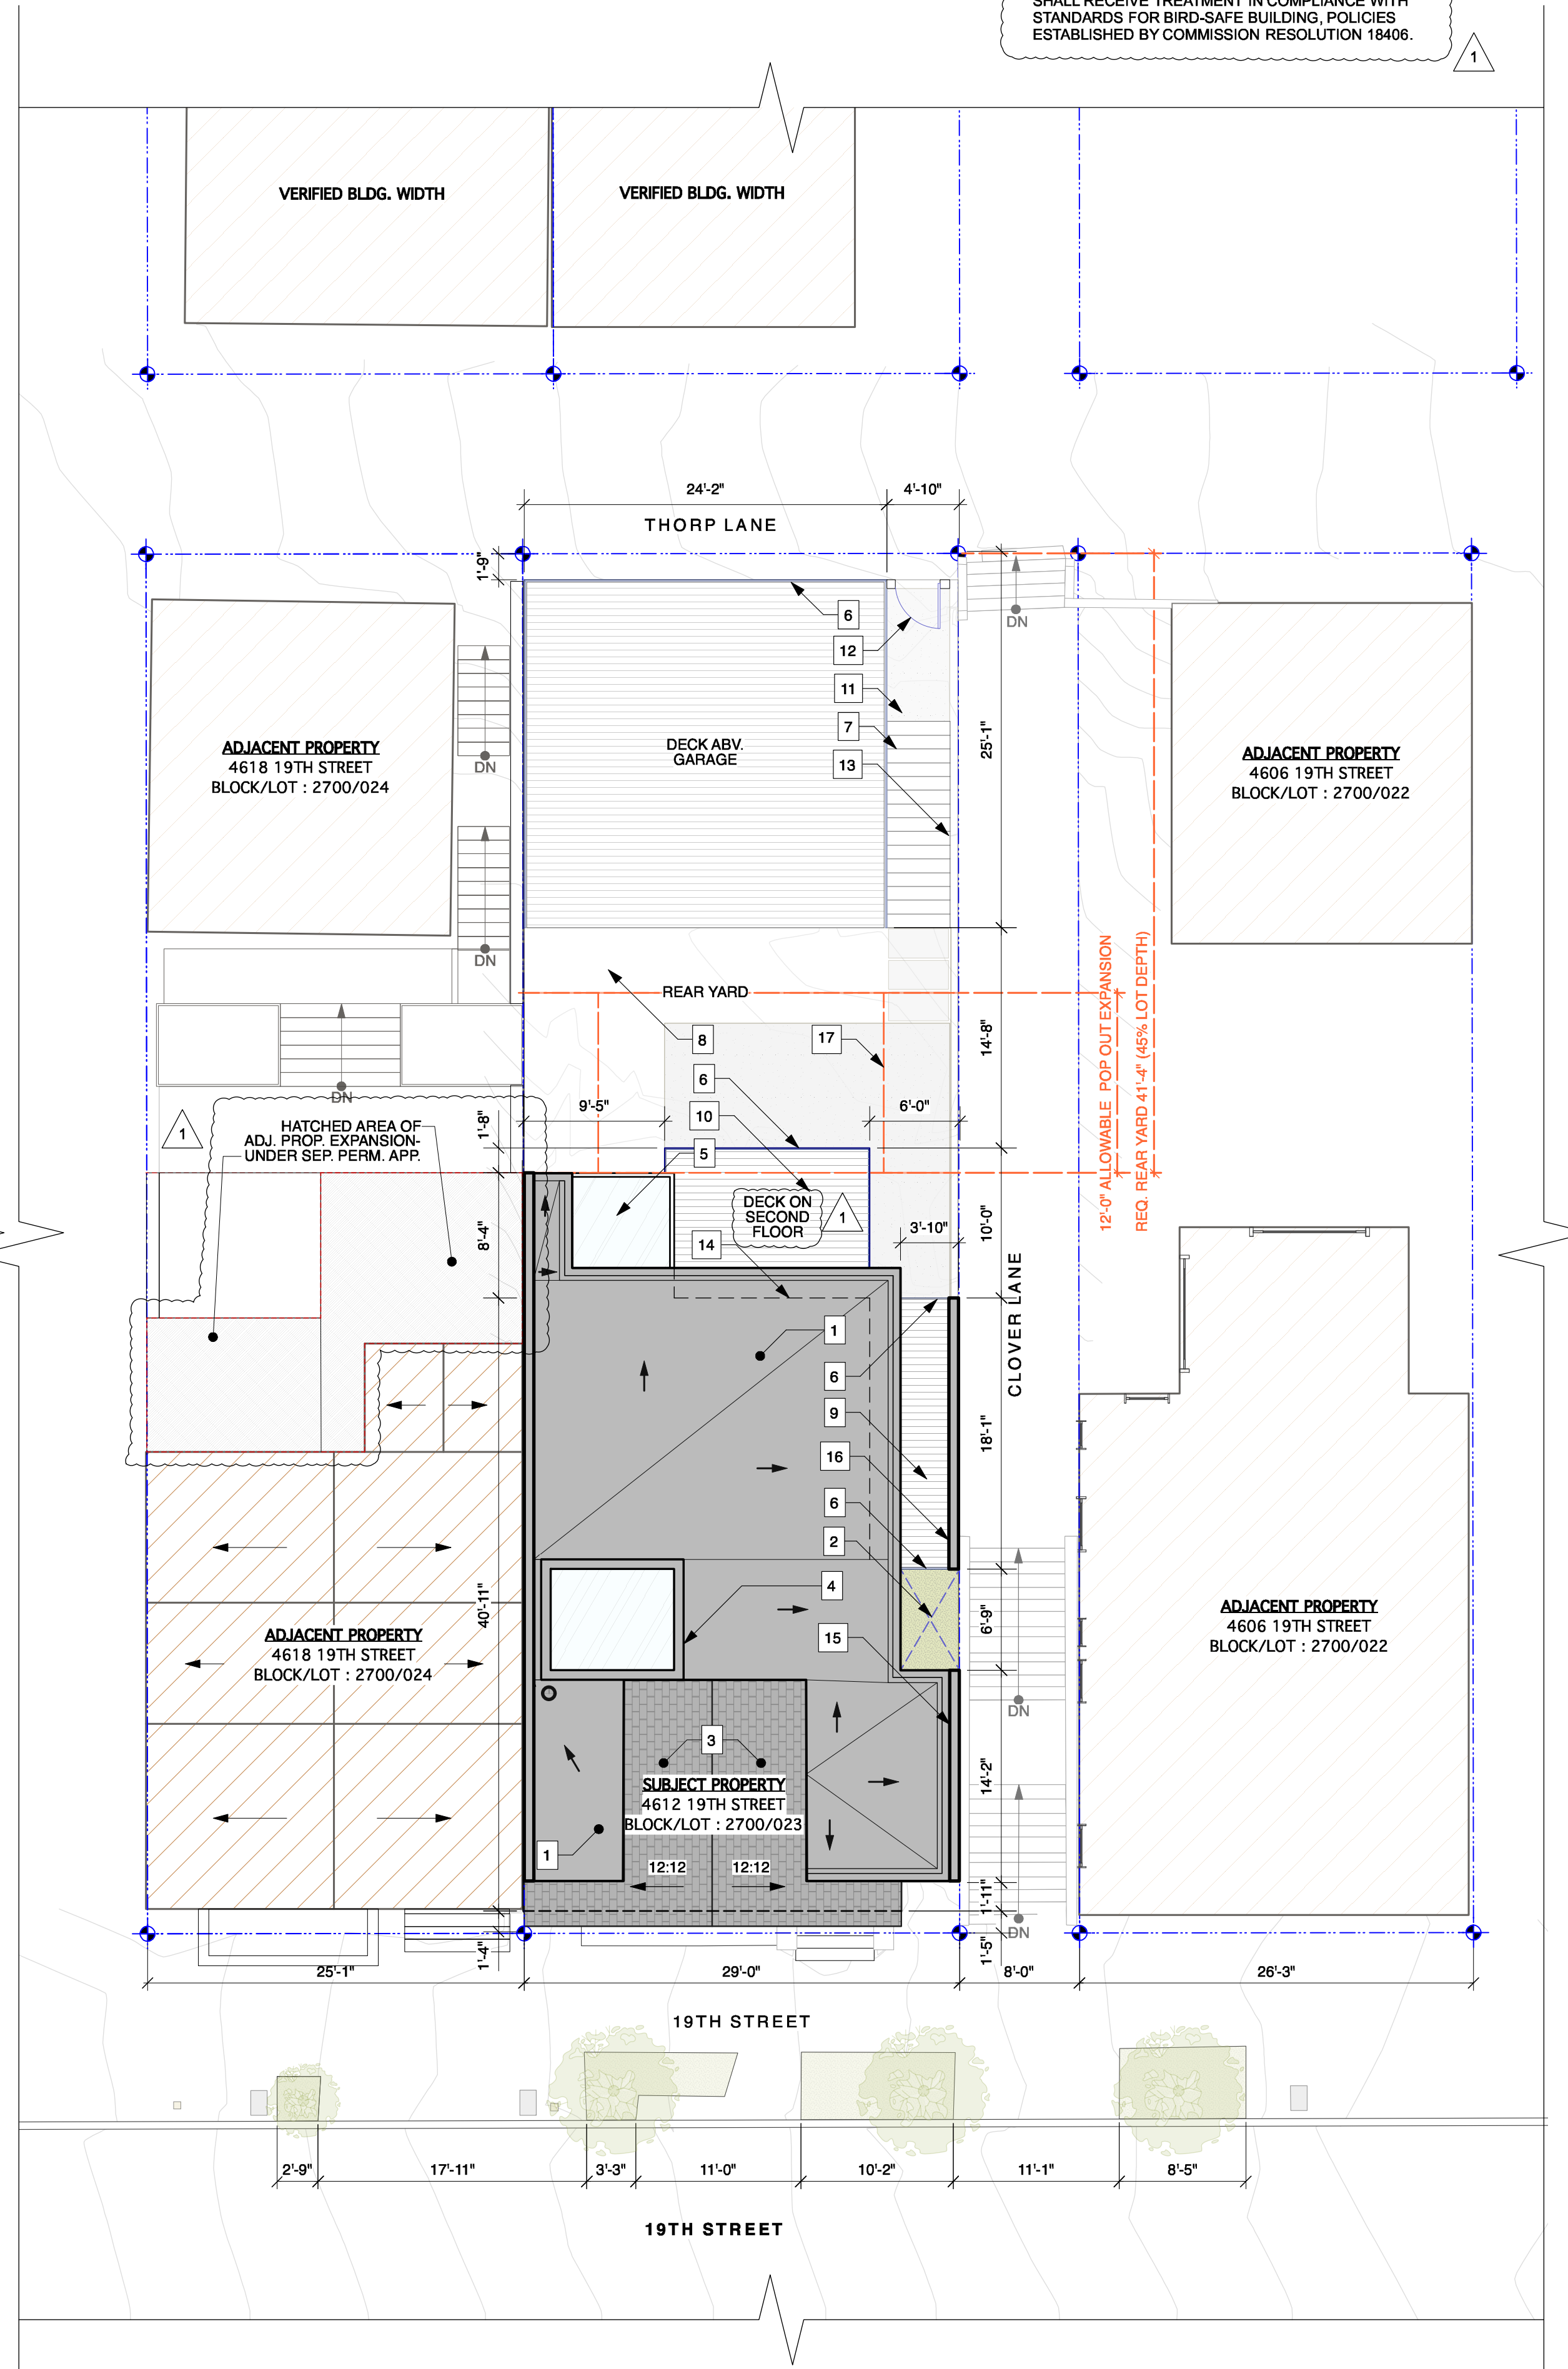 SHALL RECEIVE TREATMENT IN COMPLIANCE WITH
STANDARDS FOR BIRD-SAFE BUILDING, POLICIES
ESTABLISHED BY COMMISSION RESOLUTION 18406.
1
VERIFIED BLDG. WIDTH
VERIFIED BLDG. WIDTH
24'-2"
4'-10"
THORP LANE
1'-9"
6
DN
12
11
7
13
25'-1"
DECK ABV.
GARAGE
ADJACENT PROPERTY
4618 19TH STREET
BLOCK/LOT : 2700/024
DN
DN
ADJACENT PROPERTY
4606 19TH STREET
BLOCK/LOT : 2700/022
REAR YARD
8
17
14'-8"
12'-0" ALLOWABLE POP OUT EXPANSION
REQ. REAR YARD 41'-4" (45% LOT DEPTH)
DN
6
9'-5"
6'-0"
10
1'-8"
1
HATCHED AREA OF
ADJ. PROP. EXPANSION-
UNDER SEP. PERM. APP.
5
DECK ON
SECOND
FLOOR
1
3'-10"
10'-0"
8'-4"
14
CLOVER LANE
1
6
9
18'-1"
16
6
2
4
40'-11"
6'-9"
15
ADJACENT PROPERTY
4618 19TH STREET
BLOCK/LOT : 2700/024
ADJACENT PROPERTY
4606 19TH STREET
BLOCK/LOT : 2700/022
DN
3
14'-2"
SUBJECT PROPERTY
4612 19TH STREET
BLOCK/LOT : 2700/023
1
12:12
12:12
1'-11"
DN
1'-4"
1'-5"
25'-1"
29'-0"
8'-0"
26'-3"
19TH STREET
2'-9"
17'-11"
3'-3"
11'-0"
10'-2"
11'-1"
8'-5"
19TH STREET